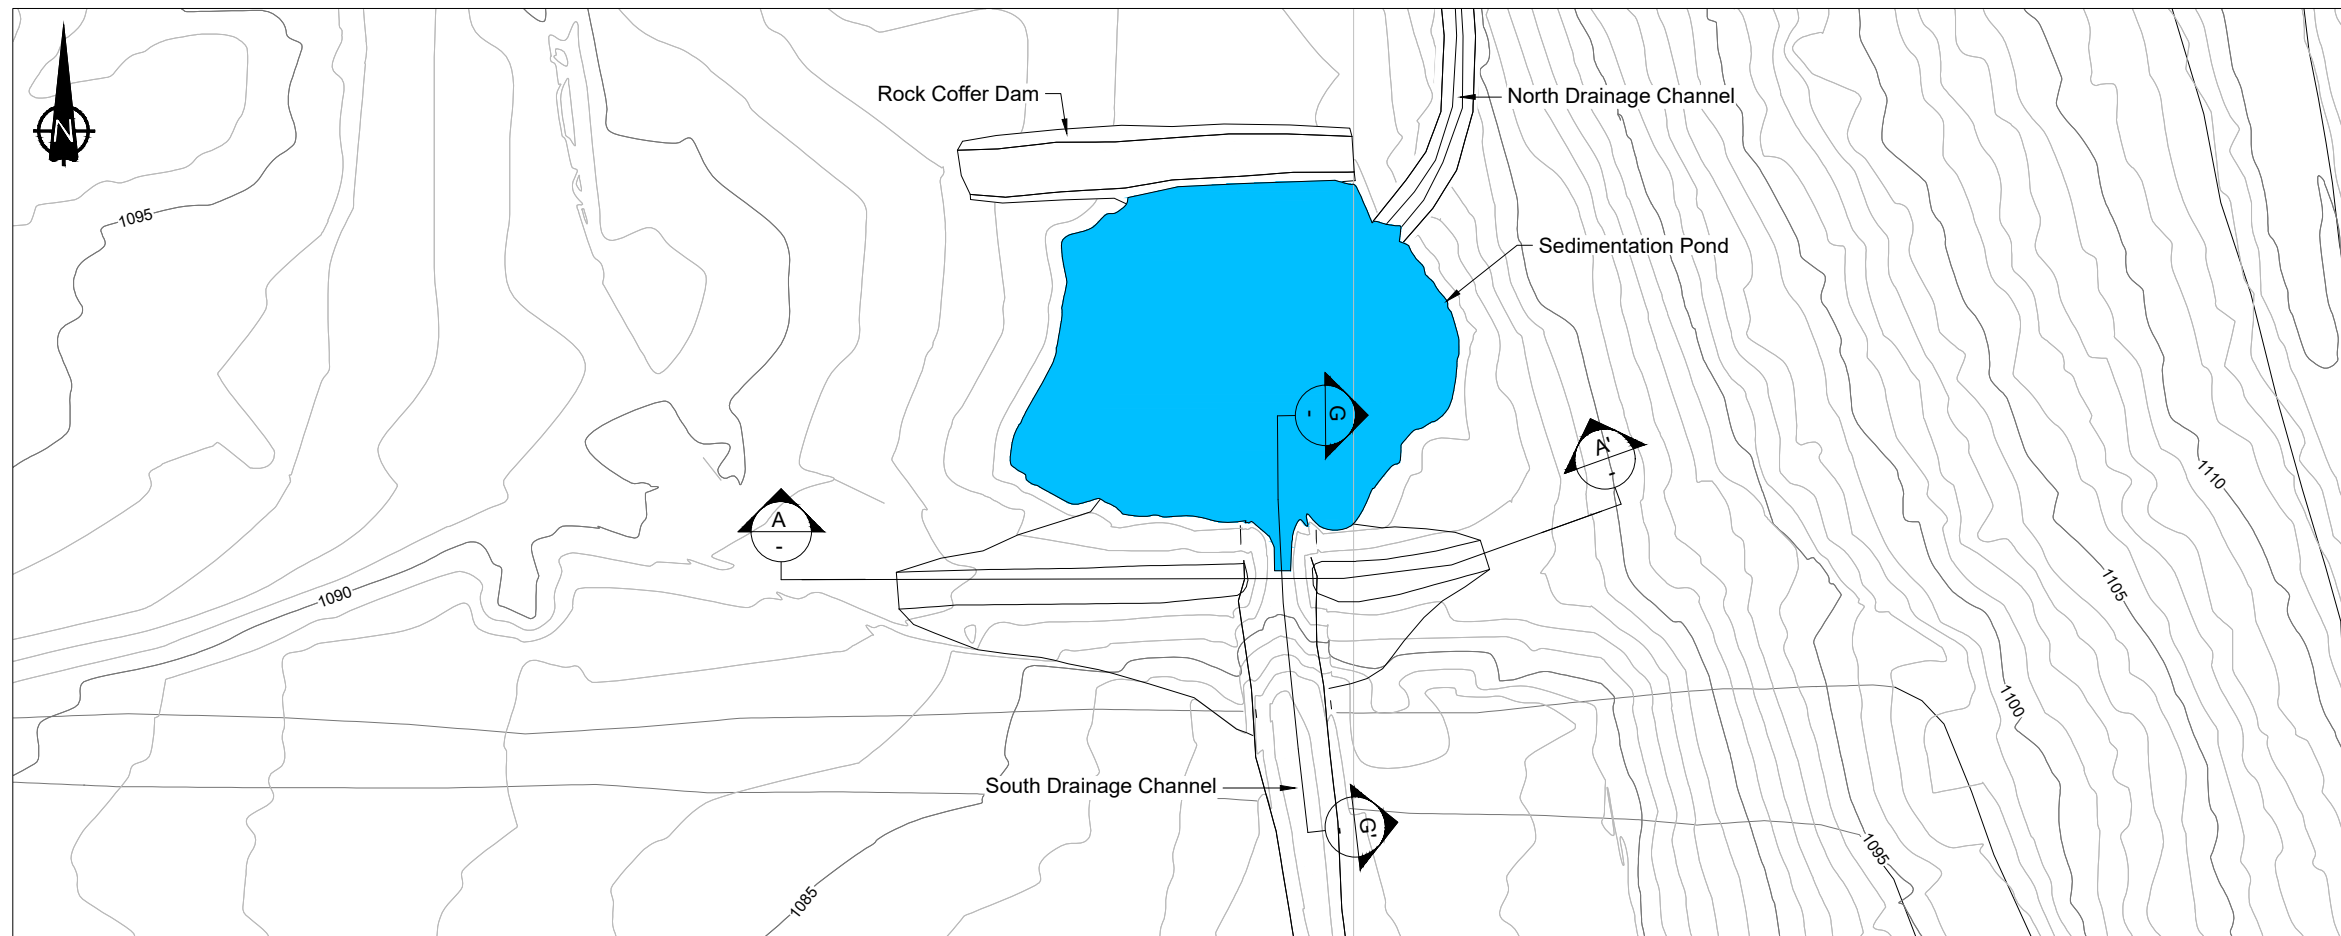 N
Rock Coffer Dam
North Drainage Channel
1095
Sedimentation Pond
G
-
A'
-
1110
A
-
1090
1105
1100
South Drainage Channel
G'
-
1095
1085